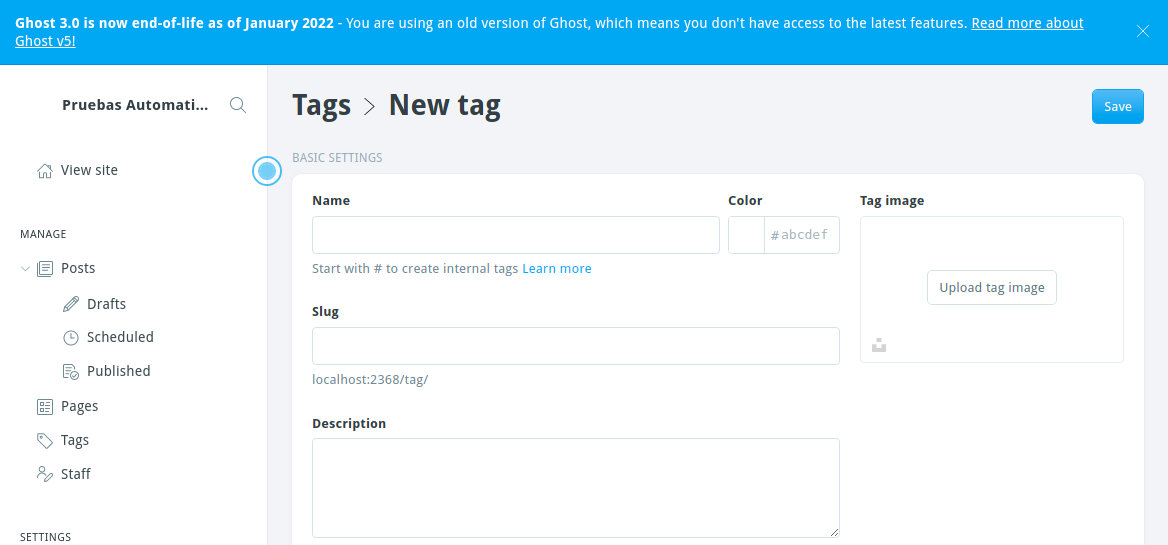 Ghost 3.0 is now end-of-life as of January 2022 - You are using an old version of Ghost, which means you don't have access to the latest features. Read more about
Ghost v5!
Pruebas Automati...
View site
MANAGE
Posts
Drafts
Scheduled
Published
Pages
Tags
Staff
SETTINGS
Tags > New tag
Save
BASIC SETTINGS
Name
Color
#abcdef
Start with # to create internal tags Learn more
Slug
localhost:2368/tag/
Description
Tag image
Upload tag image